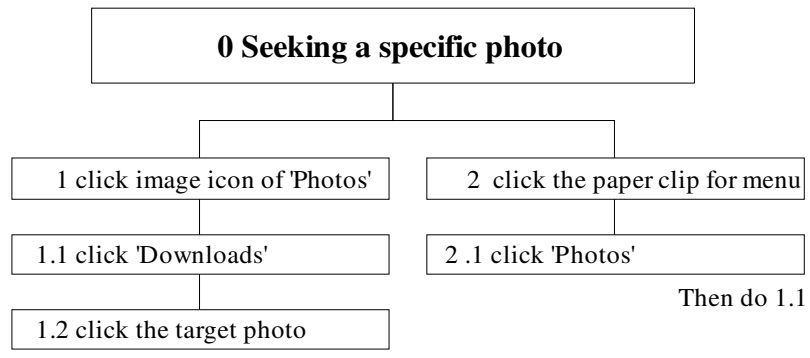 0 Seeking a specific photo
1 click image icon of 'Photos'
2 click the paper clip for menu
1.1 click 'Downloads'
2 .1 click 'Photos'
Then do 1.1
1.2 click the target photo